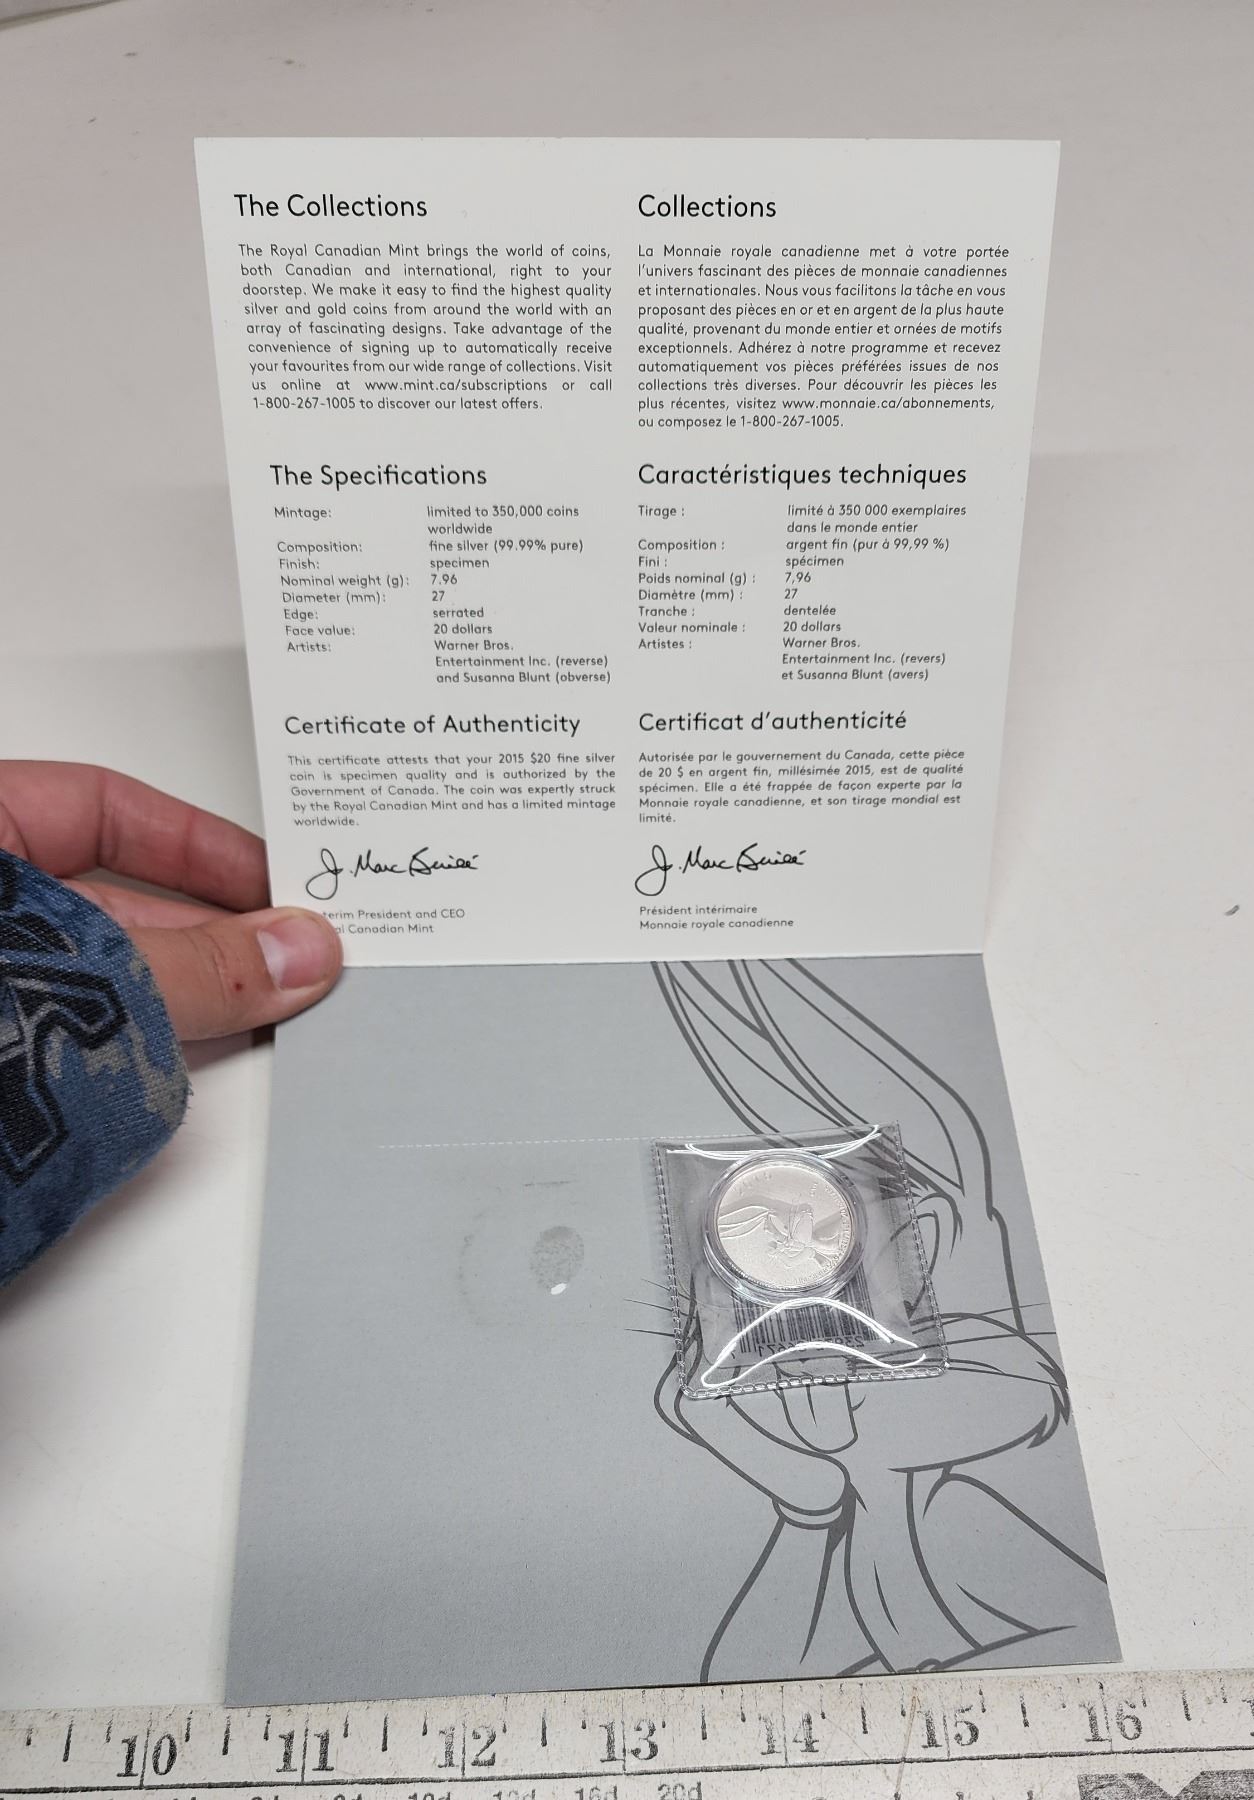 The Collections
The Royal Canadian Mint brings the world of coins,
both Canadian and international, right to your
doorstep. We make it easy to find the highest quality
silver and gold coins from around the world with an
array of fascinating designs. Take advantage of the
convenience of signing up to automatically receive
your favourites from our wide range of collections. Visit
us online at www.mint.ca/subscriptions or call
1-800-267-1005 to discover our latest offers.
Collections
La Monnaie royale canadienne met à votre portée
l'univers fascinant des pièces de monnaie canadiennes
et internationales. Nous vous facilitons la tâche en vous
proposant des pièces en or et en argent de la plus haute
qualité, provenant du monde entier et ornées de motifs
exceptionnels. Adhérez à notre programme et recevez
automatiquement vos pièces préférées issues de nos
collections très diverses. Pour découvrir les pièces les
plus récentes, visitez www.monnaie.ca/abonnements,
ou composez le 1-800-267-1005.
The Specifications
Mintage: limited to 350,000 coins
worldwide
Composition: fine silver (99.99% pure)
Finish: specimen
Nominal weight (g): 7.96
Diameter (mm): 27
Edge: serrated
Face value: 20 dollars
Artists: Warner Bros.
Entertainment Inc. (reverse)
and Susanna Blunt (obverse)
Caractéristiques techniques
Tirage : limité à 350 000 exemplaires
dans le monde entier
Composition : argent fin (pur à 99,99 %)
Fini : spécimen
Poids nominal (g) : 7,96
Diamètre (mm) : 27
Tranche : dentelée
Valeur nominale : 20 dollars
Artistes : Warner Bros.
Entertainment Inc. (revers)
et Susanna Blunt (avers)
Certificate of Authenticity
This certificate attests that your 2015 $20 fine silver
coin is specimen quality and is authorized by the
Government of Canada. The coin was expertly struck
by the Royal Canadian Mint and has a limited mintage
worldwide.
Certificat d'authenticité
Autorisée par le gouvernement du Canada, cette pièce
de 20 $ en argent fin, millésimée 2015, est de qualité
spécimen. Elle a été frappée de façon experte par la
Monnaie royale canadienne, et son tirage mondial est
limité.
J. Marc
terim President and CEO
al Canadian Mint
J. Marc
Président intérimaire
Monnaie royale canadienne
10 11 12 13 14 15 16
10d 16d 20d